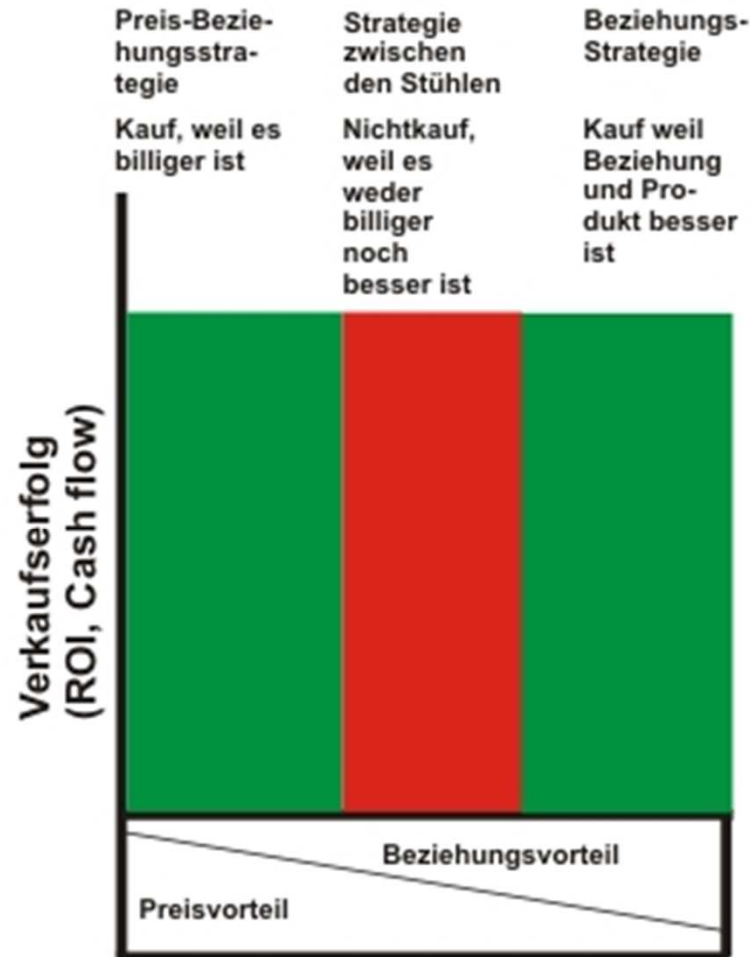 Preis-Bezie-
hungsstra-
tegie
Kauf, weil es
billiger ist
Strategie
zwischen
den Stühlen
Nichtkauf,
weil es
weder
billiger
noch
besser ist
Beziehungs-
Strategie
Kauf weil
Beziehung
und Pro-
dukt besser
ist
Verkaufserfolg
(ROI, Cash flow)
Beziehungsvorteil
Preisvorteil